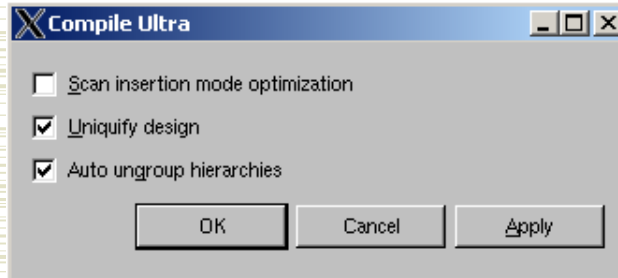 Compile Ultra
Scan insertion mode optimization
Uniquify design
Auto ungroup hierarchies
OK Cancel Apply